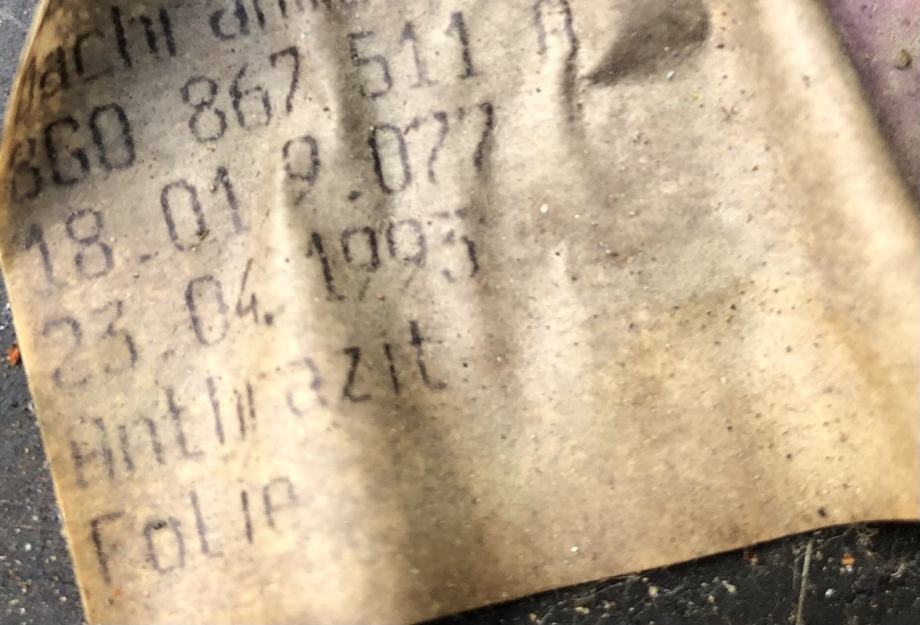 867 511 A
18.01 9.077
23.04.1993
Anthrazit
Folie